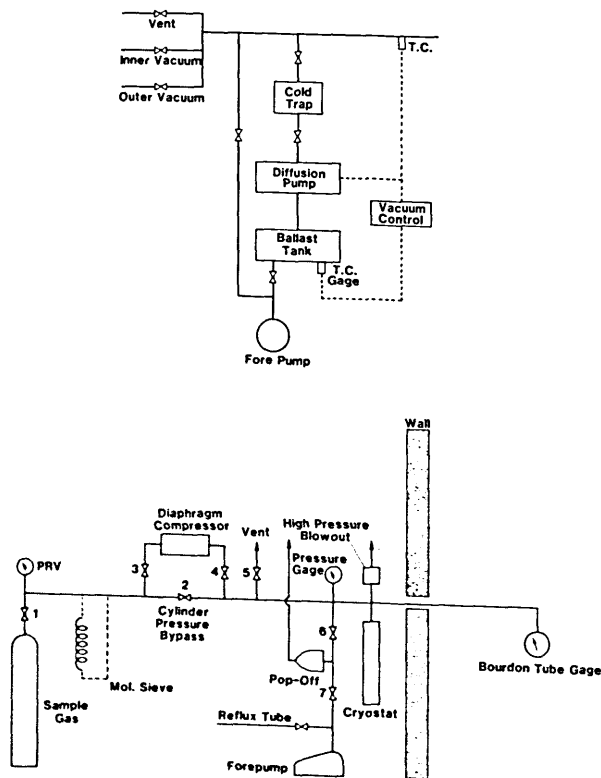 Vent
Inner Vacuum
Outer Vacuum
T.C.
Cold
Trap
Diffusion
Pump
Vacuum
Control
Ballast
Tank
T.C.
Gage
Fore Pump
Wall
Diaphragm
Compressor
Vent
High Pressure
Blowout
Pressure
Gage
PRV
3
4
5
2
1
Cylinder
Pressure
Bypass
6
Pop-Off
7
Mol. Sieve
Sample
Gas
Reflux Tube
Cryostat
Forepump
Bourdon Tube Gage